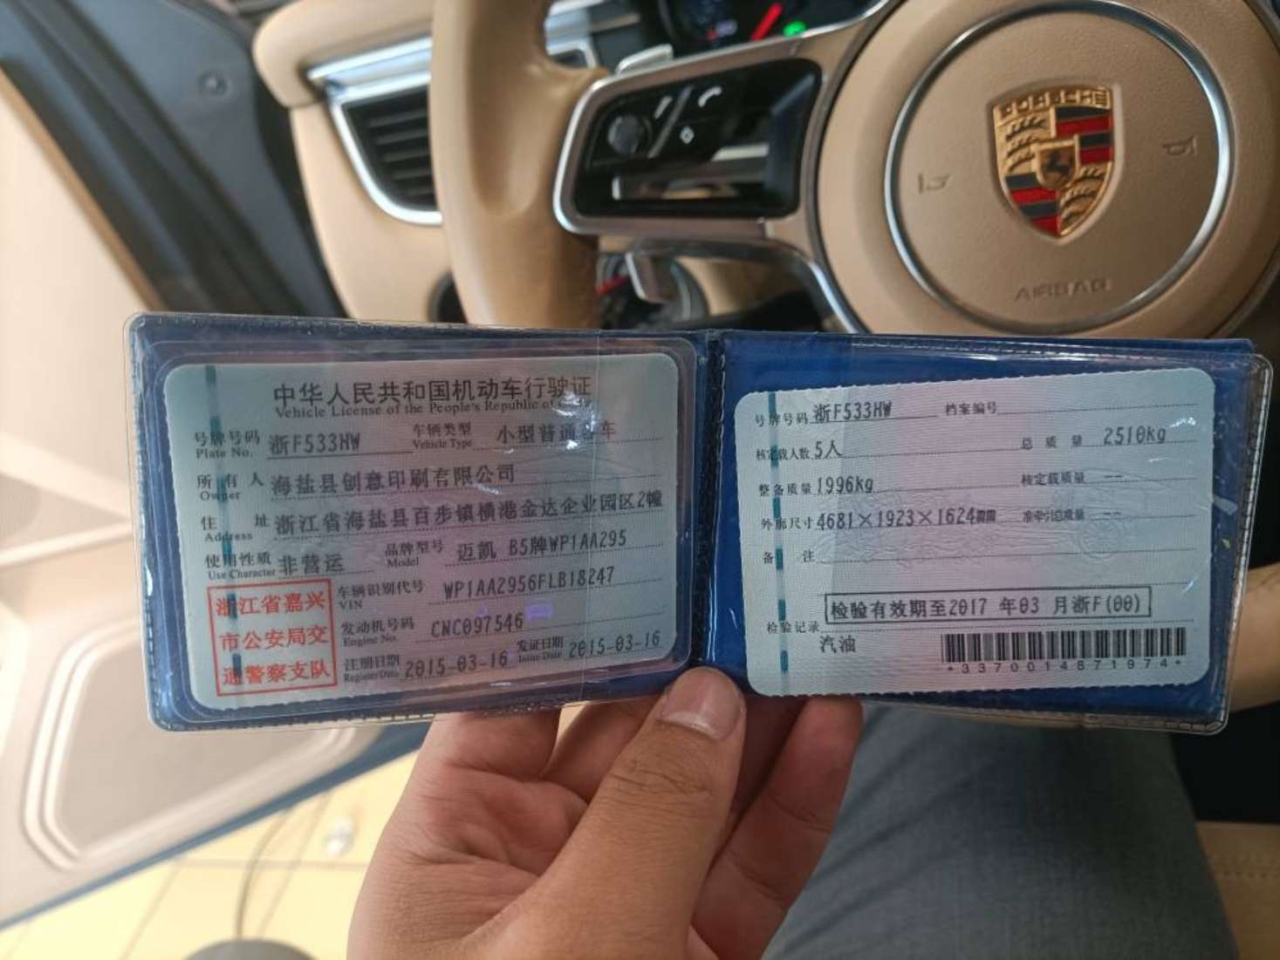 PORSCHE
AIRBAG
中华人民共和国机动车行驶证
Vehicle License of the People's Republic of
号牌号码 浙F533HW 车辆类型 小型普通客车
Plate No. Vehicle Type
所有人 海盐县创意印刷有限公司
Owner
住址 浙江省海盐县百步镇横港金达企业园区2幢
Address
使用性质 非营运 品牌型号 迈凯 B5牌WP1AA295
Use Character Model
浙江省嘉兴
市公安局交
通警察支队
车辆识别代号 WP1AA2956FLB18247
VIN
发动机号码 CNC097546
Engine No.
注册日期 2015-03-16 发证日期 2015-03-16
Register Date Issue Date
号牌号码 浙F533HW 档案编号
核定载人数 5人 总质量 2510kg
整备质量 1996kg 核定载质量 --
外廓尺寸 4681×1923×1624 准牵引总质量 --
备注
检验有效期至2017 年03 月浙F(00)
检验记录
汽油
*3370014871974*